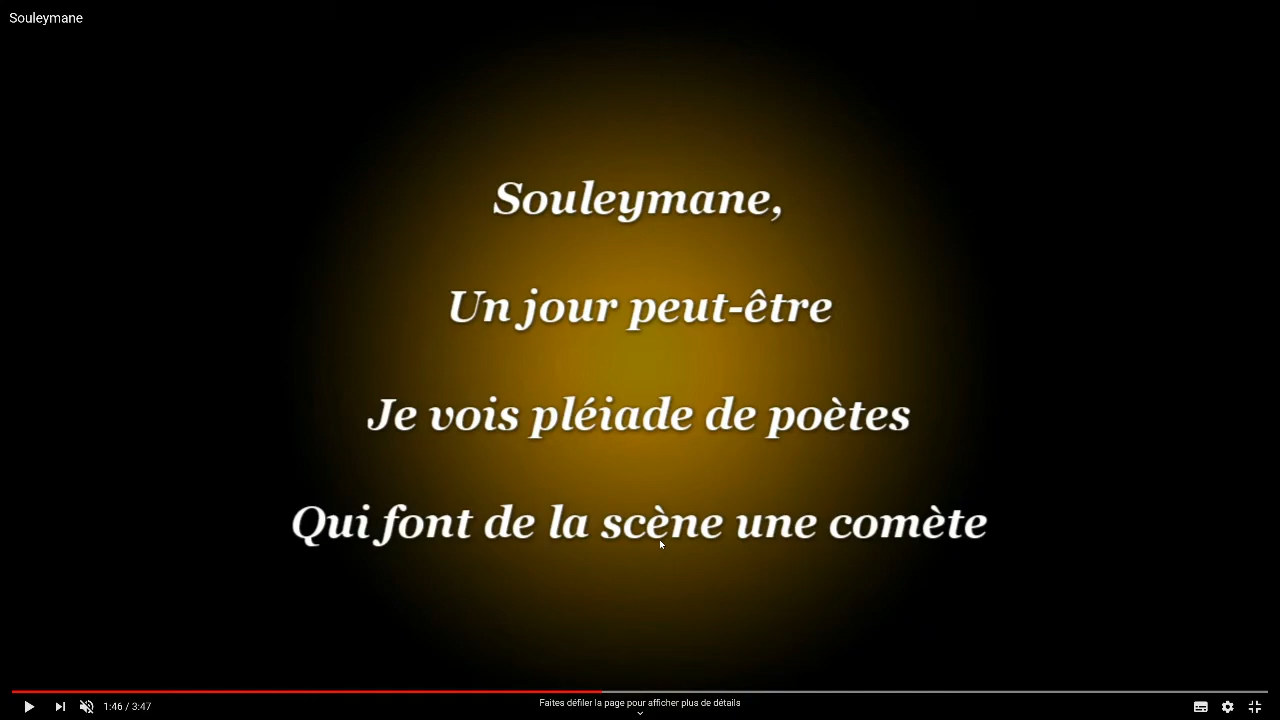 Souleymane
Souleymane,
Un jour peut-être
Je vois pléiade de poètes
Qui font de la scène une comète
1:46 / 3:47
Faites défiler la page pour afficher plus de détails